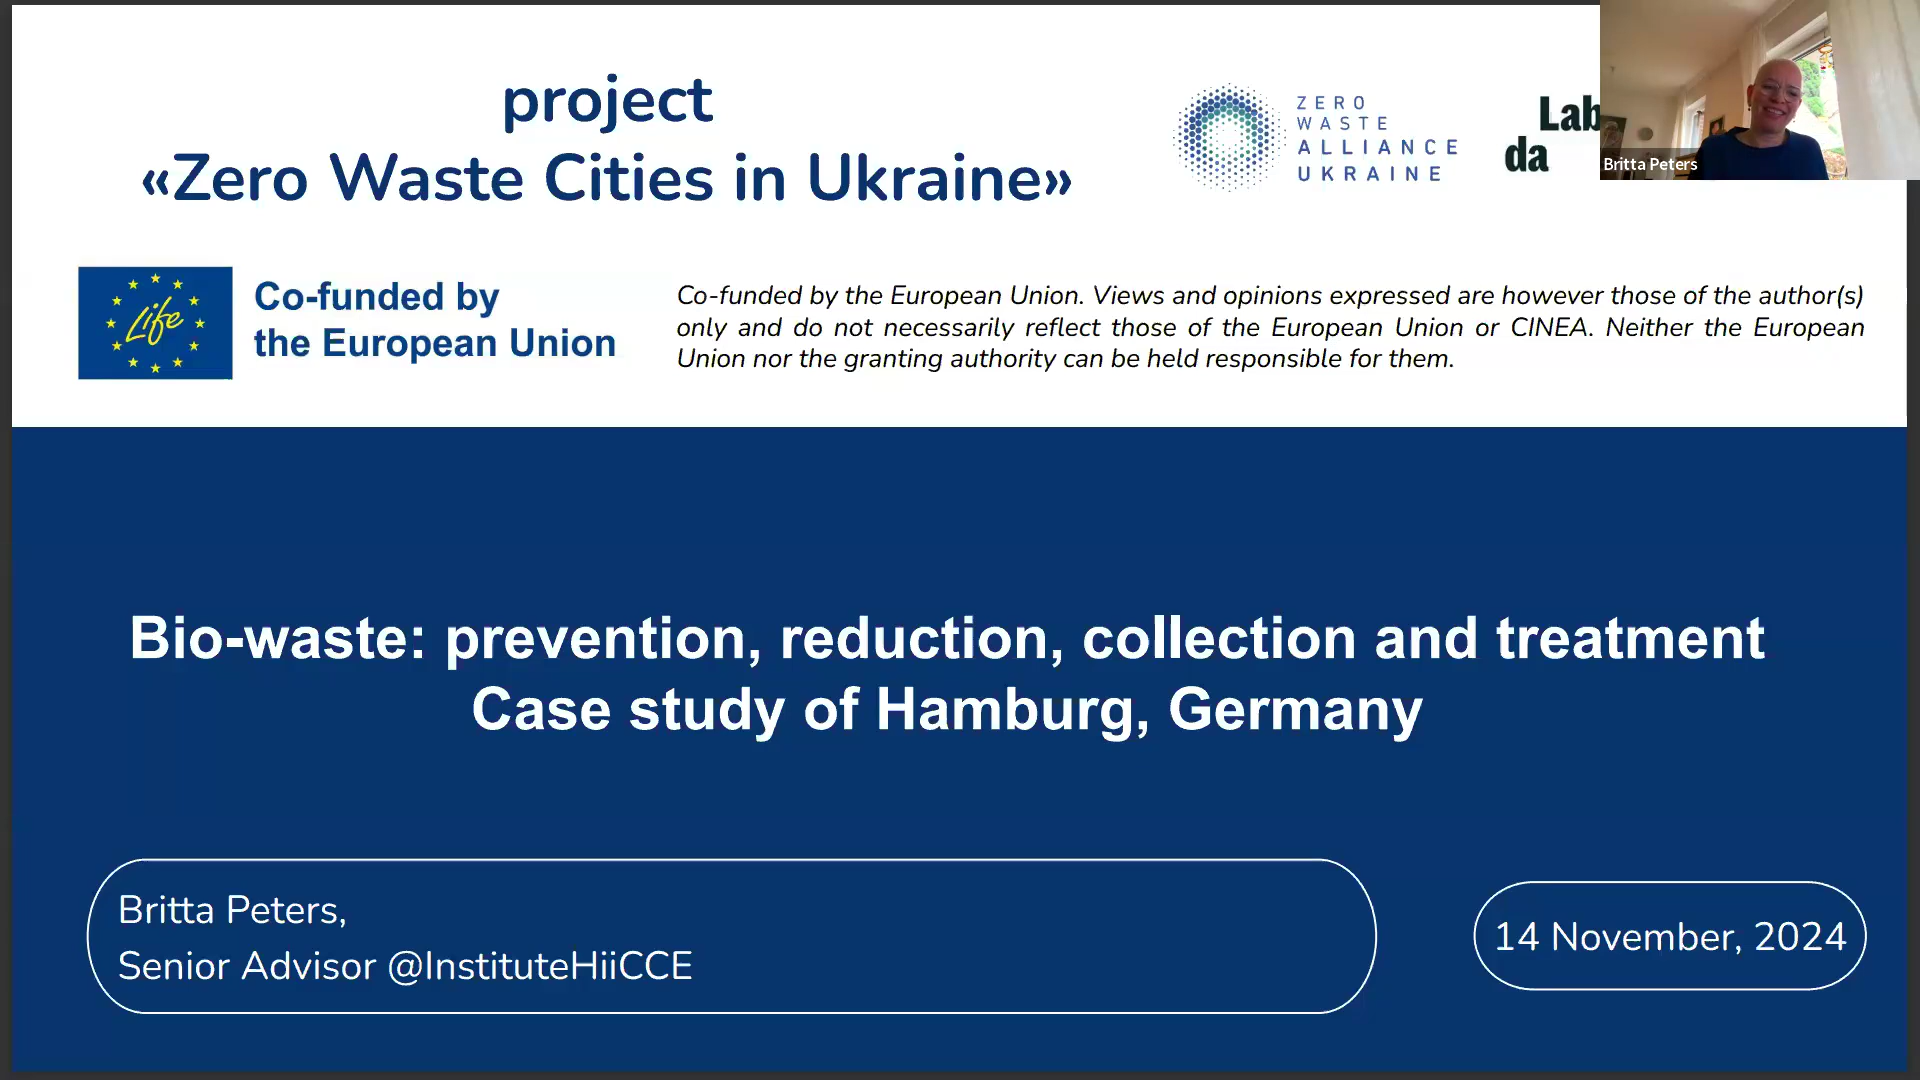 project
«Zero Waste Cities in Ukraine»
ZERO
WASTE
ALLIANCE
UKRAINE
Lab
da
Britta Peters
Life
Co-funded by
the European Union
Co-funded by the European Union. Views and opinions expressed are however those of the author(s)
only and do not necessarily reflect those of the European Union or CINEA. Neither the European
Union nor the granting authority can be held responsible for them.
Bio-waste: prevention, reduction, collection and treatment
Case study of Hamburg, Germany
Britta Peters,
Senior Advisor @InstituteHiiCCE
14 November, 2024